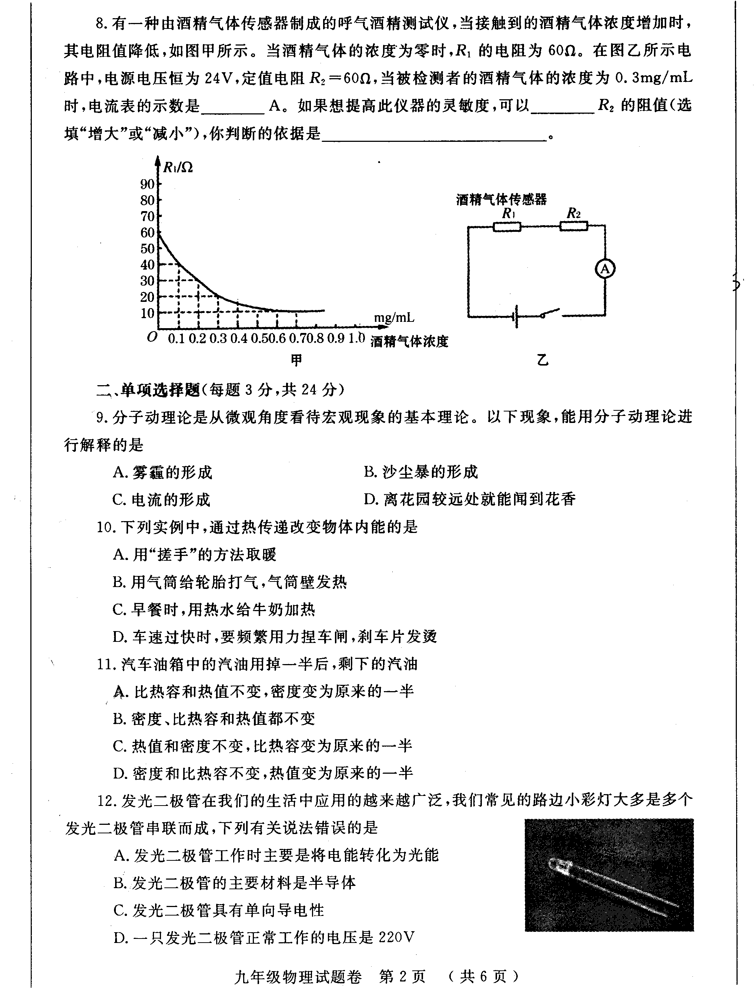 8. 有一种由酒精气体传感器制成的呼气酒精测试仪,当接触到的酒精气体浓度增加时,
其电阻值降低,如图甲所示。当酒精气体的浓度为零时,R₁ 的电阻为 60Ω。在图乙所示电
路中,电源电压恒为 24V,定值电阻 R₂=60Ω,当被检测者的酒精气体的浓度为 0.3mg/mL
时,电流表的示数是________ A。如果想提高此仪器的灵敏度,可以________ R₂ 的阻值(选
填“增大”或“减小”),你判断的依据是____________________________。
R₁/Ω
90
80
70
60
50
40
30
20
10
O 0.1 0.2 0.3 0.4 0.5 0.6 0.7 0.8 0.9 1.0
mg/mL
酒精气体浓度
甲
酒精气体传感器
R₁ R₂
A
乙
二、单项选择题(每题 3 分,共 24 分)
9. 分子动理论是从微观角度看待宏观现象的基本理论。以下现象,能用分子动理论进
行解释的是
A. 雾霾的形成 B. 沙尘暴的形成
C. 电流的形成 D. 离花园较远处就能闻到花香
10. 下列实例中,通过热传递改变物体内能的是
A. 用“搓手”的方法取暖
B. 用气筒给轮胎打气,气筒壁发热
C. 早餐时,用热水给牛奶加热
D. 车速过快时,要频繁用力捏车闸,刹车片发烫
11. 汽车油箱中的汽油用掉一半后,剩下的汽油
A. 比热容和热值不变,密度变为原来的一半
B. 密度、比热容和热值都不变
C. 热值和密度不变,比热容变为原来的一半
D. 密度和比热容不变,热值变为原来的一半
12. 发光二极管在我们的生活中应用的越来越广泛,我们常见的路边小彩灯大多是多个
发光二极管串联而成,下列有关说法错误的是
A. 发光二极管工作时主要是将电能转化为光能
B. 发光二极管的主要材料是半导体
C. 发光二极管具有单向导电性
D. 一只发光二极管正常工作的电压是 220V
九年级物理试题卷 第 2 页 (共 6 页)